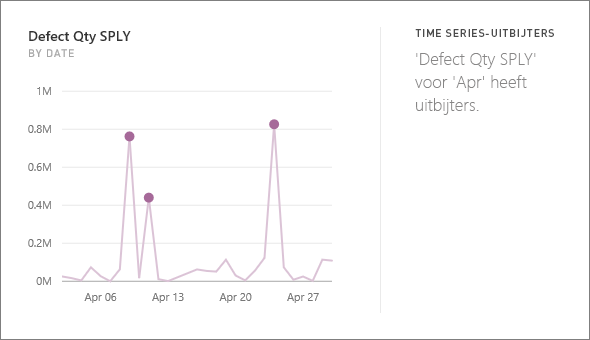 Defect Qty SPLY
BY DATE
1M
0.8M
0.6M
0.4M
0.2M
0M
Apr 06
Apr 13
Apr 20
Apr 27
TIME SERIES-UITBIJTERS
'Defect Qty SPLY'
voor 'Apr' heeft
uitbijters.